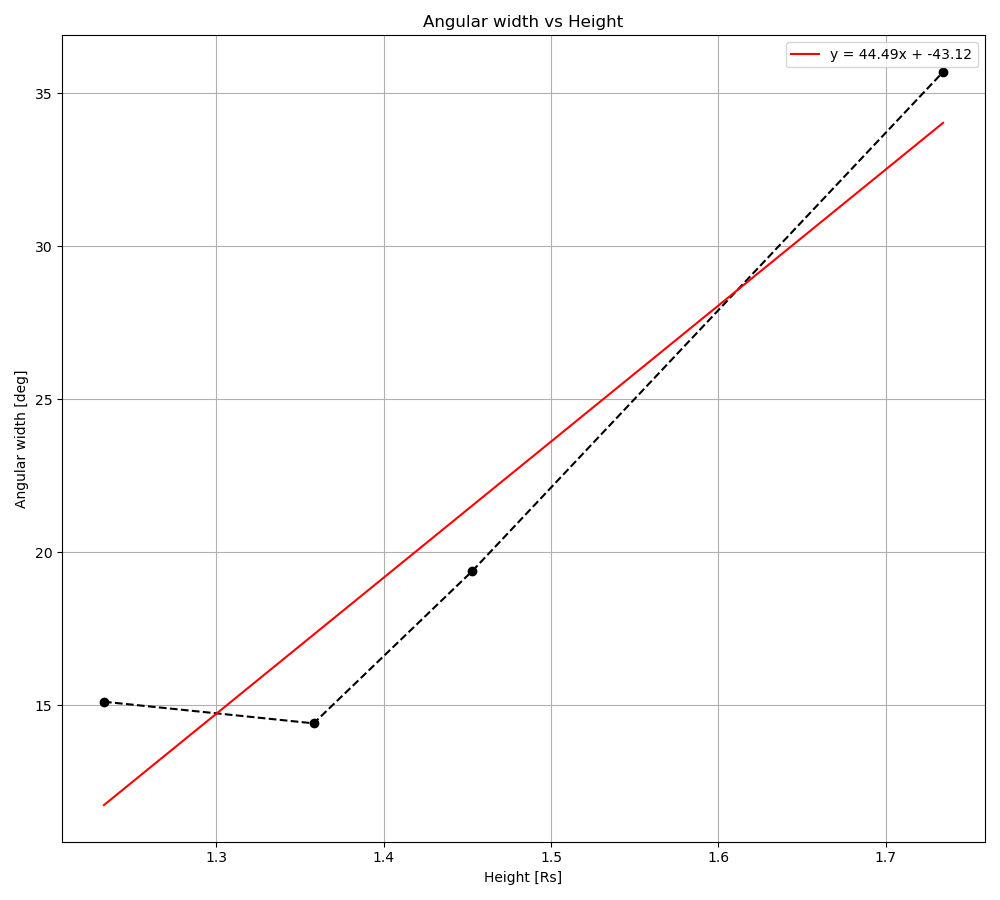 Angular width vs Height
y = 44.49x + -43.12
Angular width [deg]
35
30
25
20
15
1.3 1.4 1.5 1.6 1.7
Height [Rs]